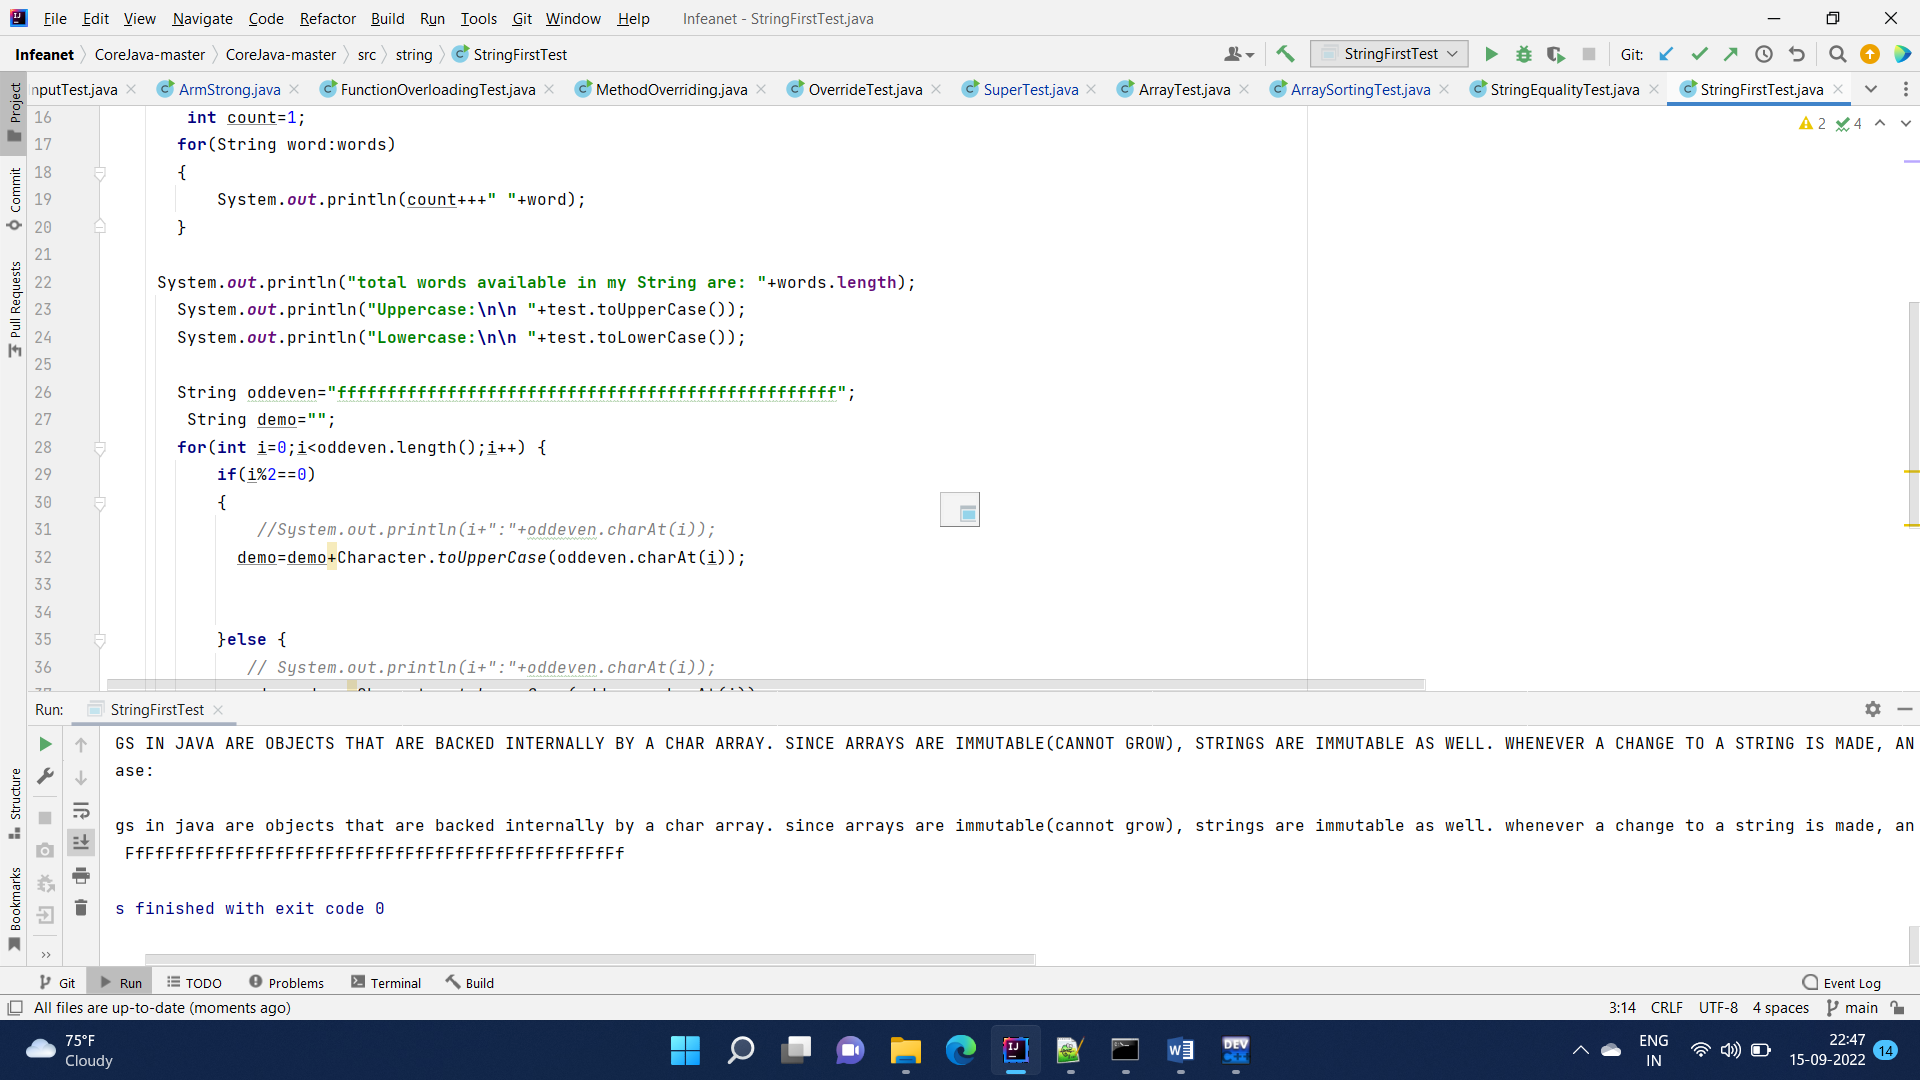 File Edit View Navigate Code Refactor Build Run Tools Git Window Help Infeanet - StringFirstTest.java
Infeanet CoreJava-master CoreJava-master src string StringFirstTest StringFirstTest Git:
nputTest.java ArmStrong.java FunctionOverloadingTest.java MethodOverriding.java OverrideTest.java SuperTest.java ArrayTest.java ArraySortingTest.java StringEqualityTest.java StringFirstTest.java
Project
Commit
Pull Requests
2 4
16 int count=1;
17 for(String word:words)
18 {
19 System.out.println(count+++" "+word);
20 }
21
22 System.out.println("total words available in my String are: "+words.length);
23 System.out.println("Uppercase:\n\n "+test.toUpperCase());
24 System.out.println("Lowercase:\n\n "+test.toLowerCase());
25
26 String oddeven="ffffffffffffffffffffffffffffffffffffffffffffffffff";
27 String demo="";
28 for(int i=0;i<oddeven.length();i++) {
29 if(i%2==0)
30 {
31 //System.out.println(i+":"+oddeven.charAt(i));
32 demo=demo+Character.toUpperCase(oddeven.charAt(i));
33
34
35 }else {
36 // System.out.println(i+":"+oddeven.charAt(i));
Run: StringFirstTest
Structure
Bookmarks
GS IN JAVA ARE OBJECTS THAT ARE BACKED INTERNALLY BY A CHAR ARRAY. SINCE ARRAYS ARE IMMUTABLE(CANNOT GROW), STRINGS ARE IMMUTABLE AS WELL. WHENEVER A CHANGE TO A STRING IS MADE, AN
ase:
gs in java are objects that are backed internally by a char array. since arrays are immutable(cannot grow), strings are immutable as well. whenever a change to a string is made, an
FfFfFfFfFfFfFfFfFfFfFfFfFfFfFfFfFfFfFfFfFfFfFfFfFf
s finished with exit code 0
Git Run TODO Problems Terminal Build Event Log
All files are up-to-date (moments ago) 3:14 CRLF UTF-8 4 spaces main
75°F
Cloudy
ENG
IN
22:47
15-09-2022
14